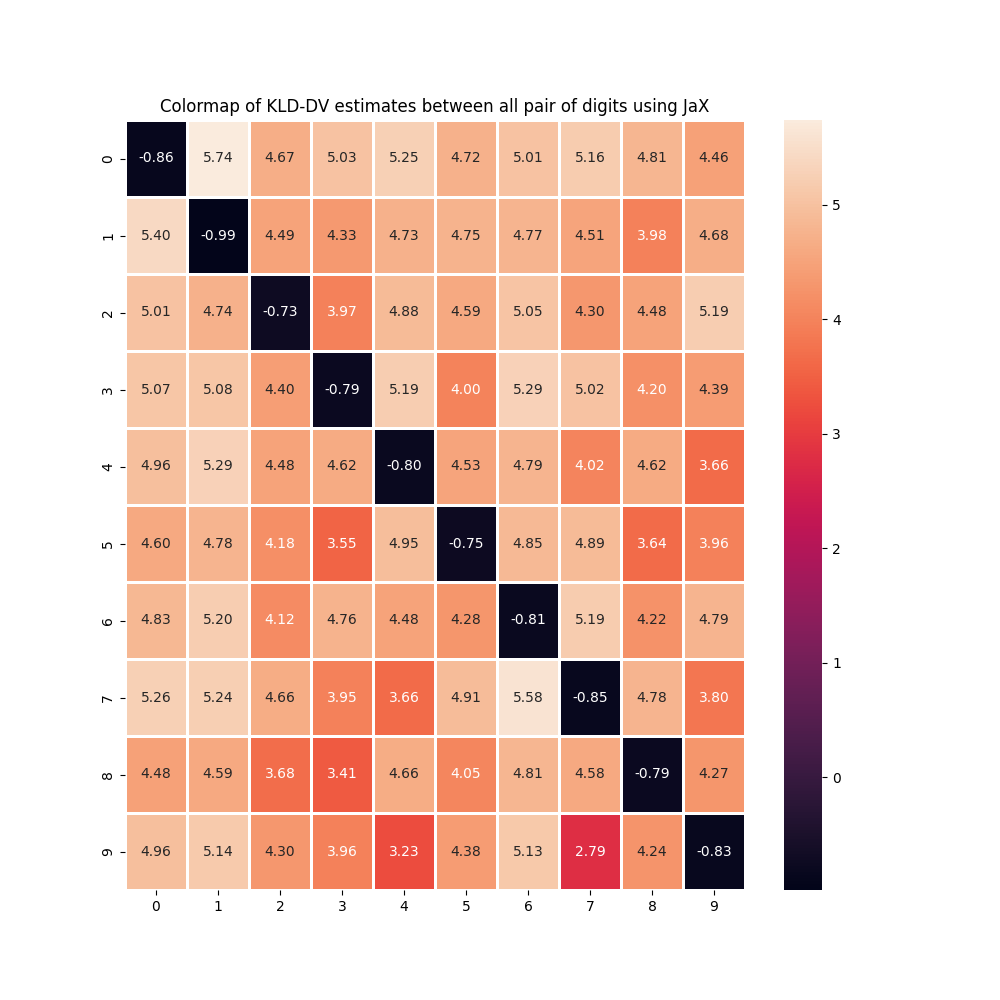 Colormap of KLD-DV estimates between all pair of digits using JaX
0 -0.86 5.74 4.67 5.03 5.25 4.72 5.01 5.16 4.81 4.46
1 5.40 -0.99 4.49 4.33 4.73 4.75 4.77 4.51 3.98 4.68
2 5.01 4.74 -0.73 3.97 4.88 4.59 5.05 4.30 4.48 5.19
3 5.07 5.08 4.40 -0.79 5.19 4.00 5.29 5.02 4.20 4.39
4 4.96 5.29 4.48 4.62 -0.80 4.53 4.79 4.02 4.62 3.66
5 4.60 4.78 4.18 3.55 4.95 -0.75 4.85 4.89 3.64 3.96
6 4.83 5.20 4.12 4.76 4.48 4.28 -0.81 5.19 4.22 4.79
7 5.26 5.24 4.66 3.95 3.66 4.91 5.58 -0.85 4.78 3.80
8 4.48 4.59 3.68 3.41 4.66 4.05 4.81 4.58 -0.79 4.27
9 4.96 5.14 4.30 3.96 3.23 4.38 5.13 2.79 4.24 -0.83
0 1 2 3 4 5 6 7 8 9
5
4
3
2
1
0